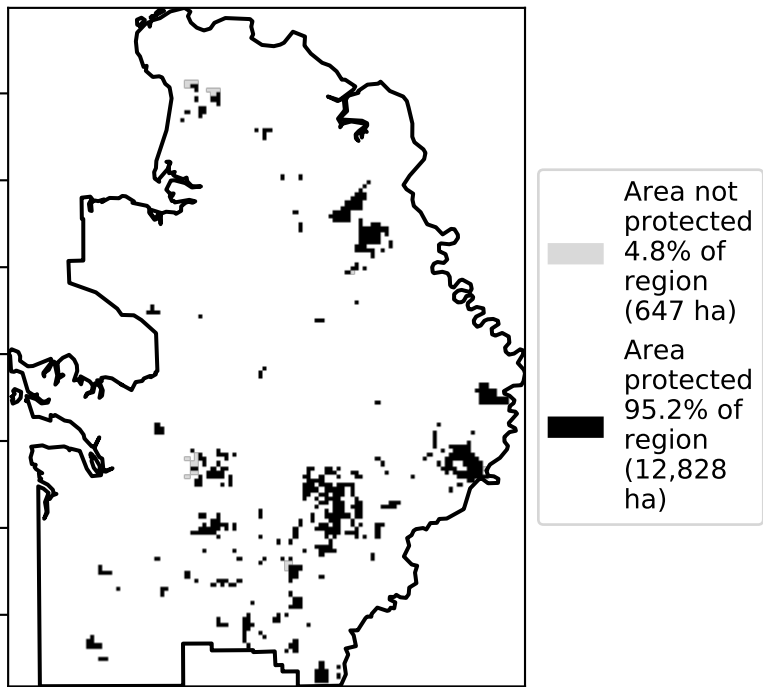 Area not
protected
4.8% of
region
(647 ha)
Area
protected
95.2% of
region
(12,828
ha)